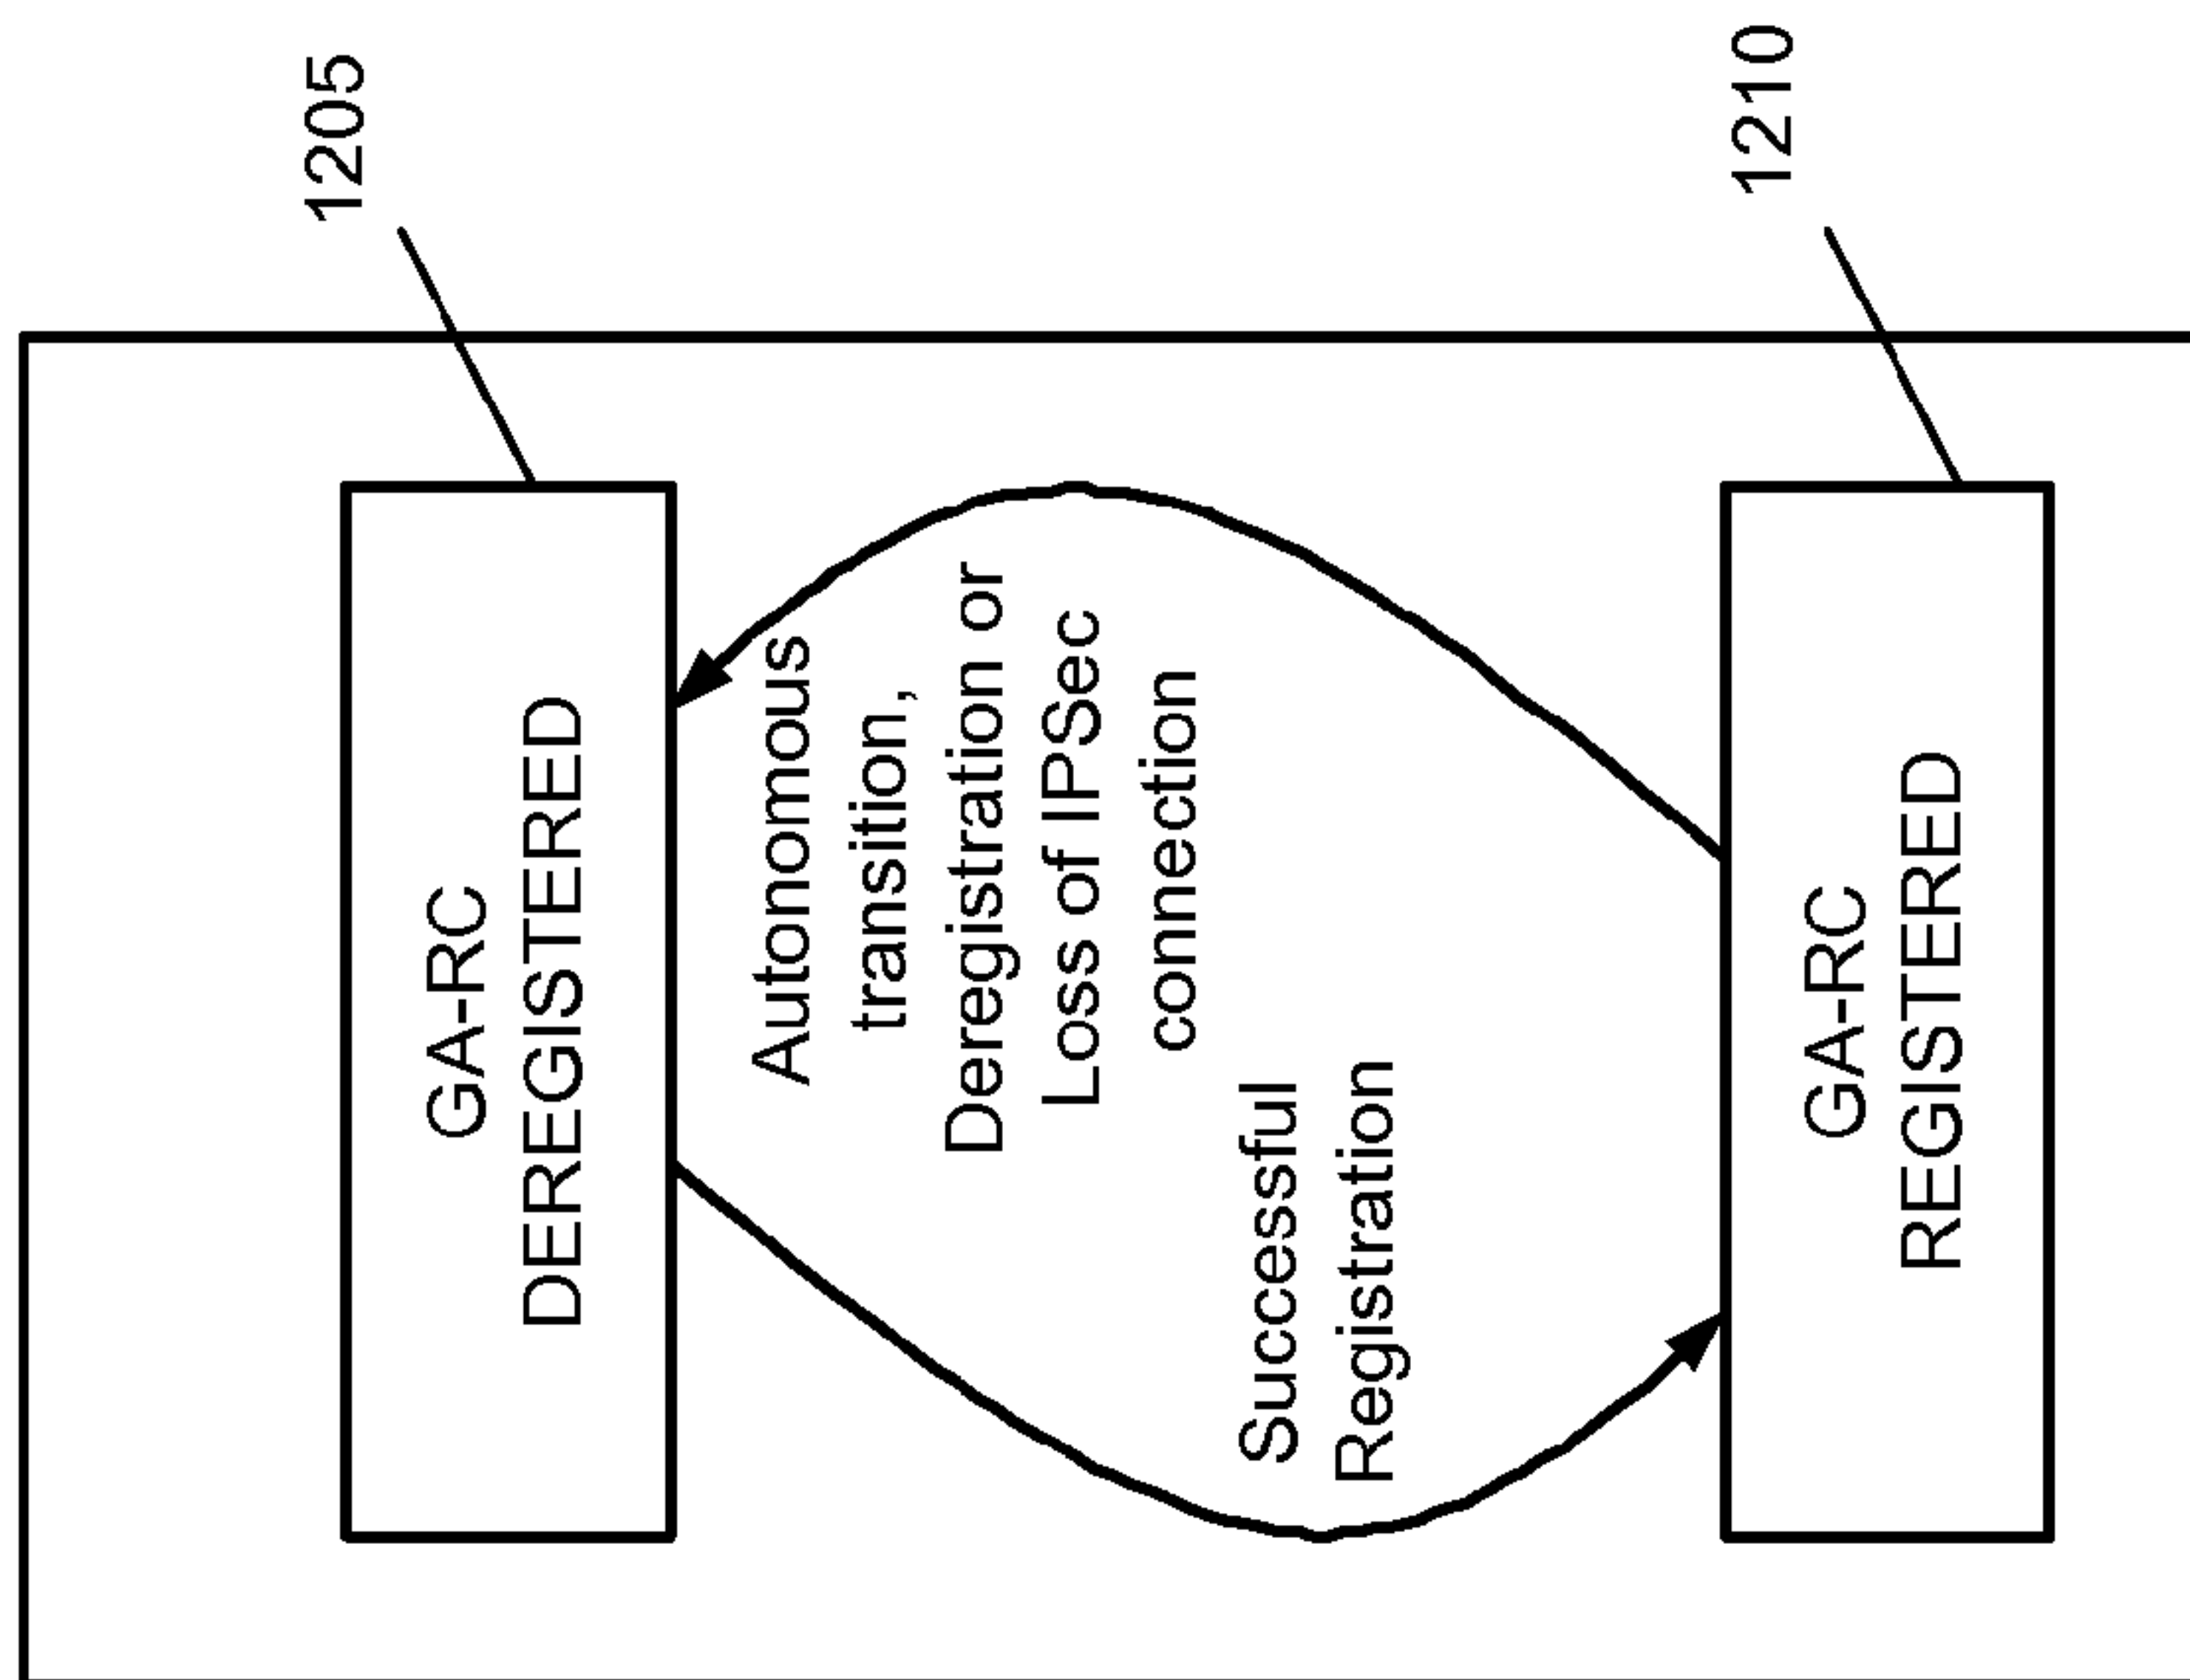 1205
GA-RC
DEREGISTERED
Autonomous
transition,
Deregistration or
Loss of IPSec
connection
Successful
Registration
GA-RC
REGISTERED
1210